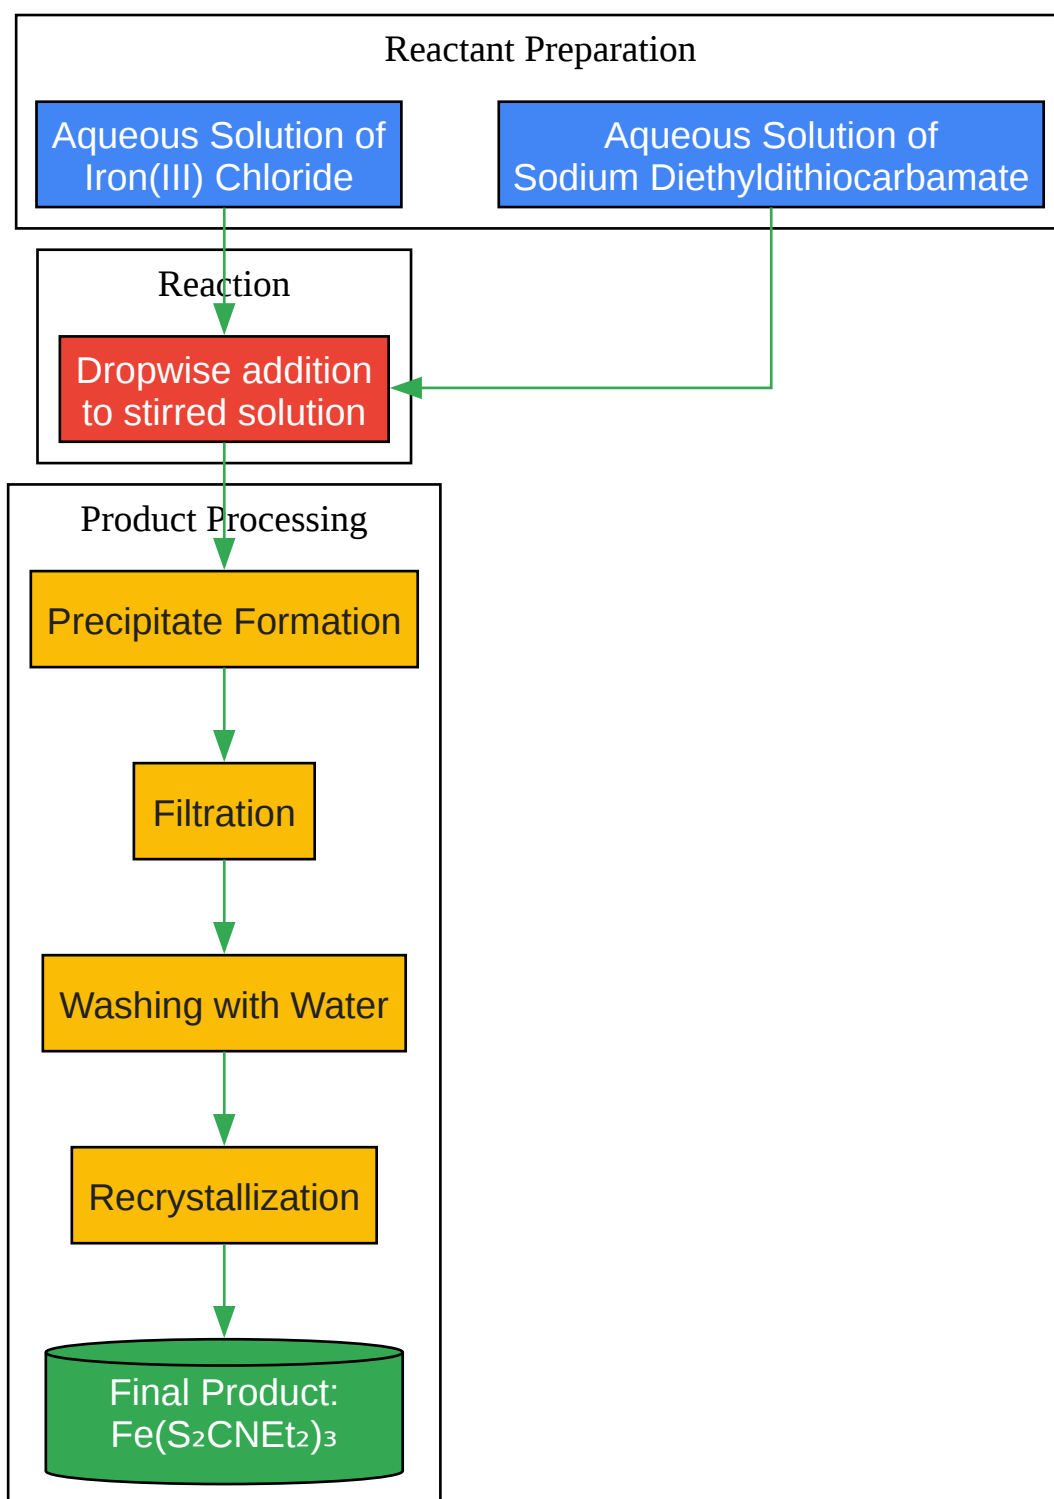 Reactant Preparation
Aqueous Solution of
Iron(III) Chloride
Aqueous Solution of
Sodium Diethyldithiocarbamate
Reaction
Dropwise addition
to stirred solution
Product Processing
Precipitate Formation
Filtration
Washing with Water
Recrystallization
Final Product:
Fe(S₂CNEt₂)₃